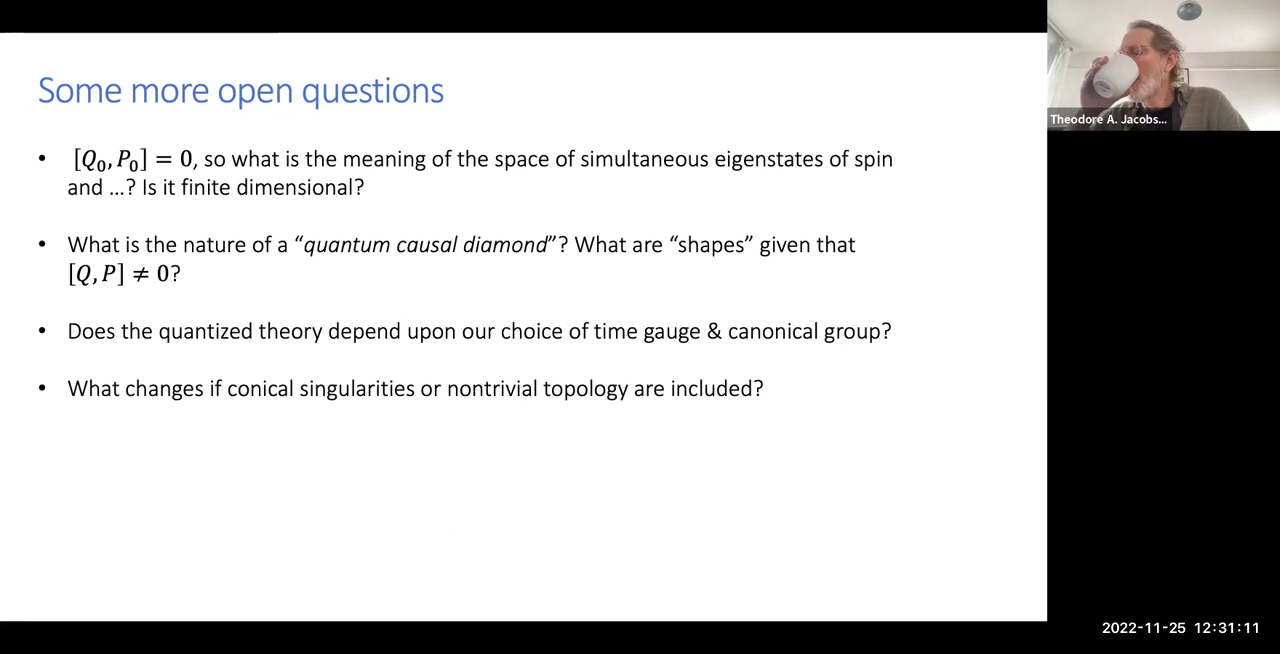 Some more open questions
• [Q₀, P₀] = 0, so what is the meaning of the space of simultaneous eigenstates of spin
and …? Is it finite dimensional?
• What is the nature of a “quantum causal diamond”? What are “shapes” given that
[Q, P] ≠ 0?
• Does the quantized theory depend upon our choice of time gauge & canonical group?
• What changes if conical singularities or nontrivial topology are included?
Theodore A. Jacobs...
2022-11-25 12:31:11